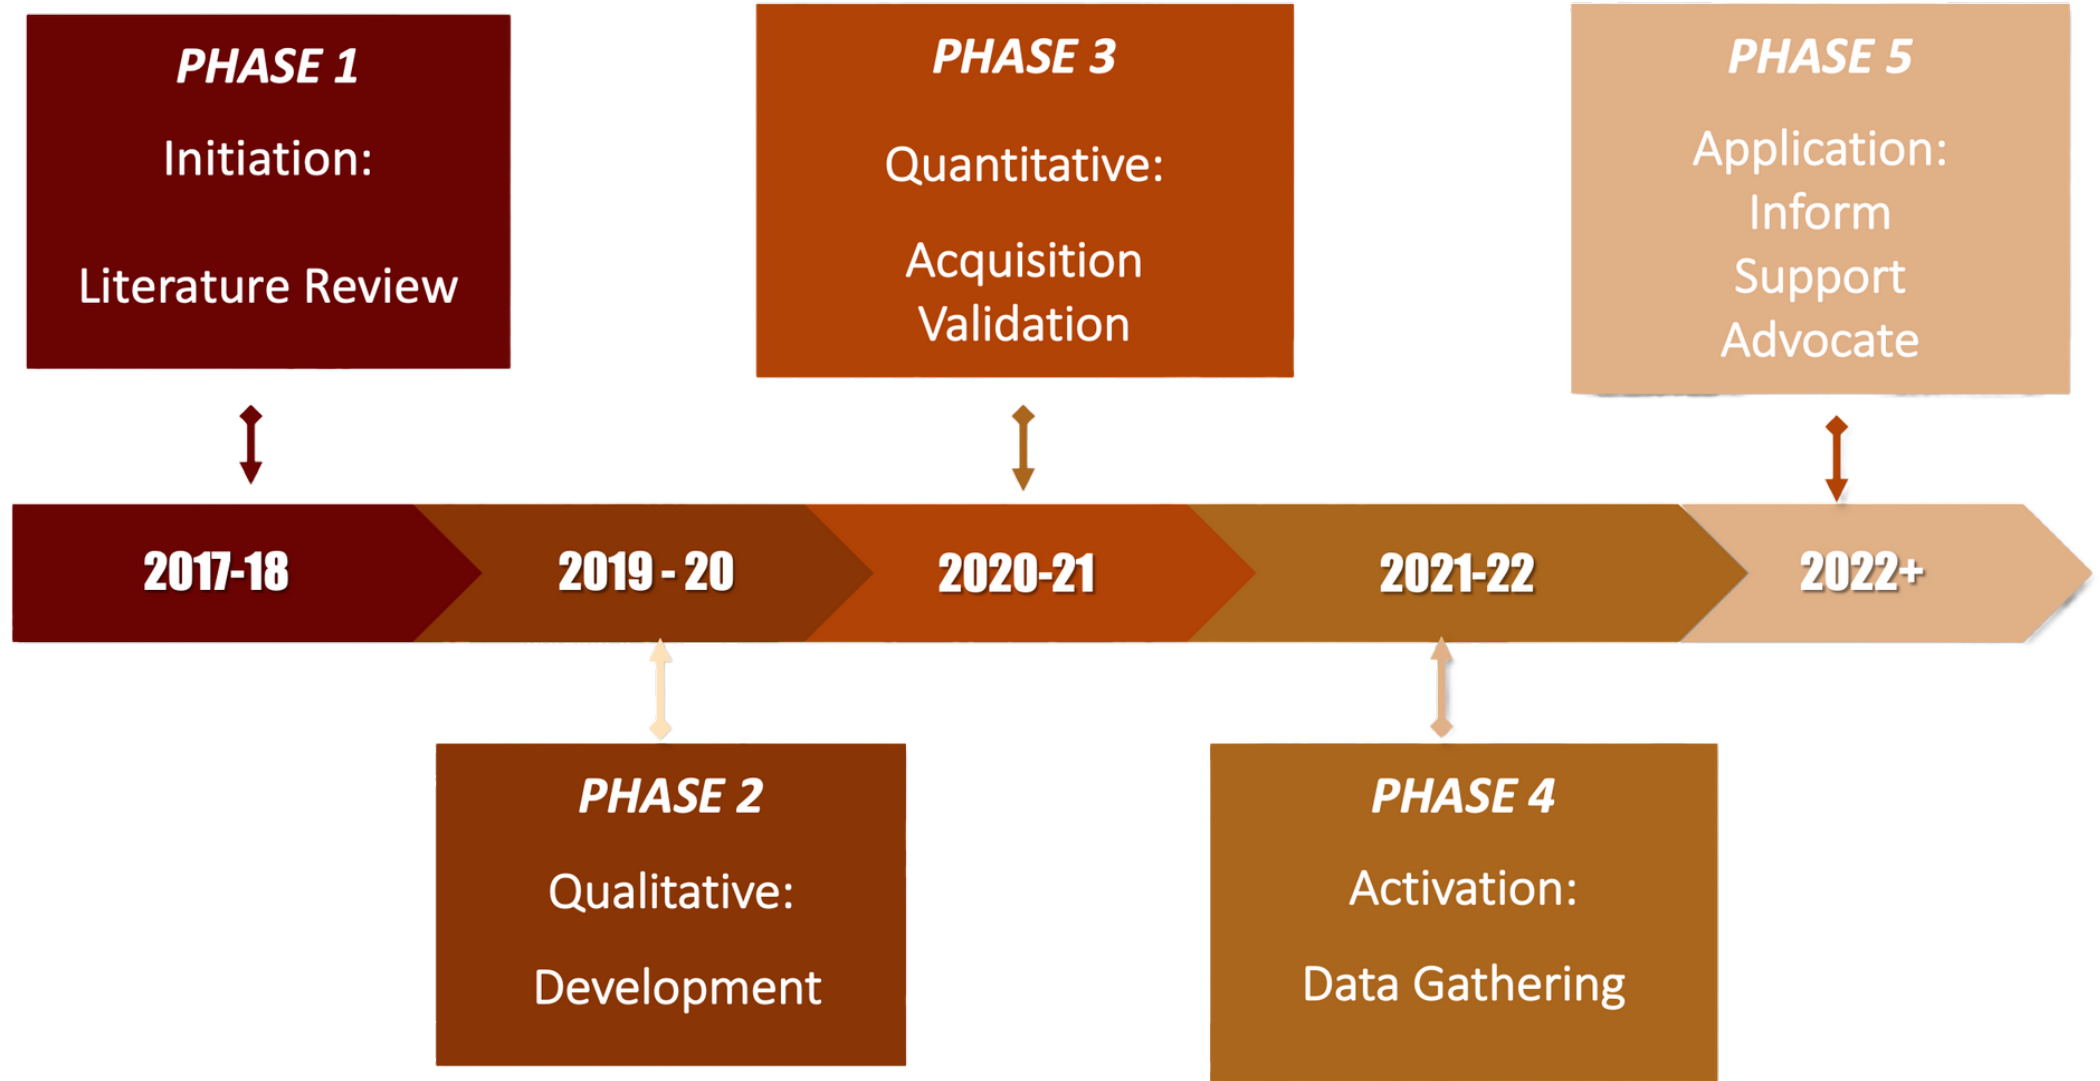 PHASE 1
Initiation:
Literature Review
PHASE 3
Quantitative:
Acquisition
Validation
PHASE 5
Application:
Inform
Support
Advocate
2017-18
2019 - 20
2020-21
2021-22
2022+
PHASE 2
Qualitative:
Development
PHASE 4
Activation:
Data Gathering